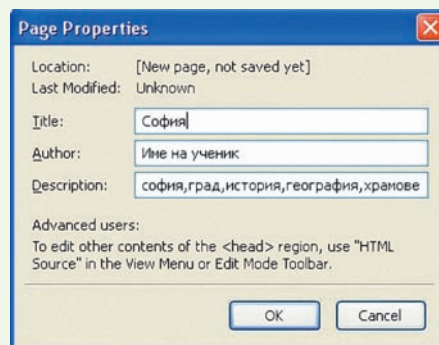 Page Properties
Location: [New page, not saved yet]
Last Modified: Unknown
Title: София
Author: Име на ученик
Description: софия,град,история,география,храмове
Advanced users:
To edit other contents of the <head> region, use "HTML
Source" in the View Menu or Edit Mode Toolbar.
OK Cancel